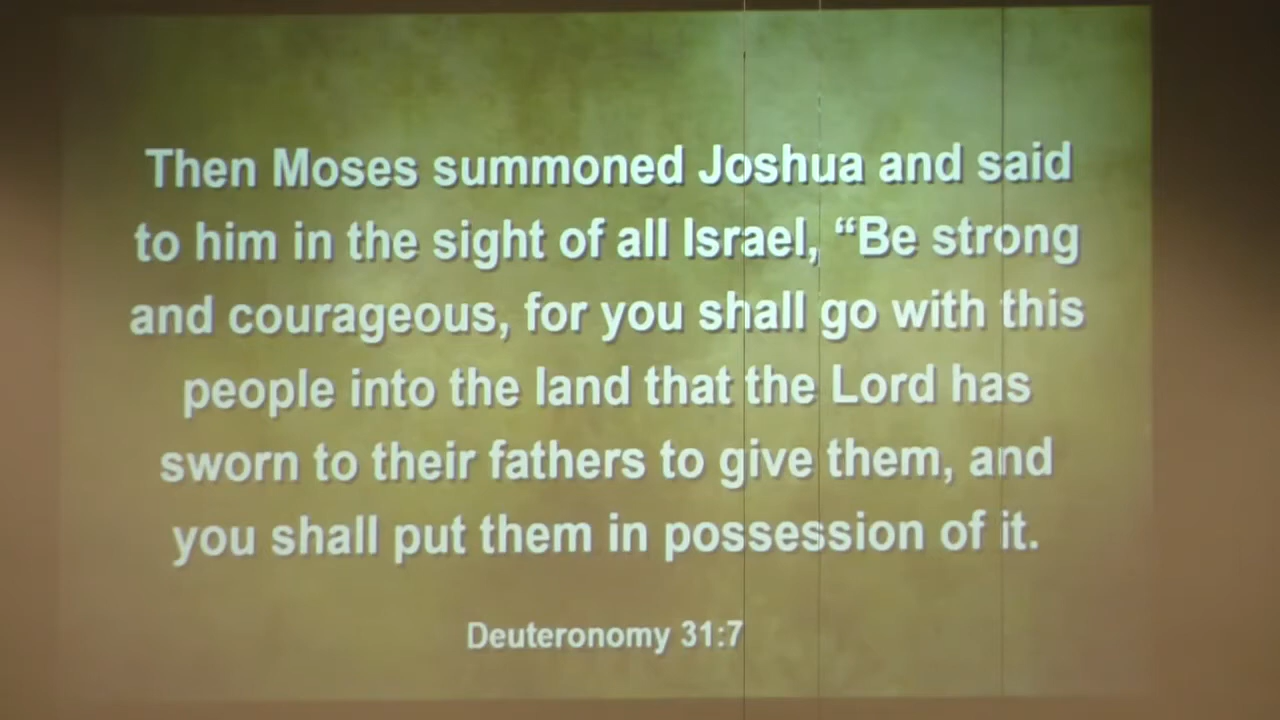 Then Moses summoned Joshua and said
to him in the sight of all Israel, “Be strong
and courageous, for you shall go with this
people into the land that the Lord has
sworn to their fathers to give them, and
you shall put them in possession of it.
Deuteronomy 31:7